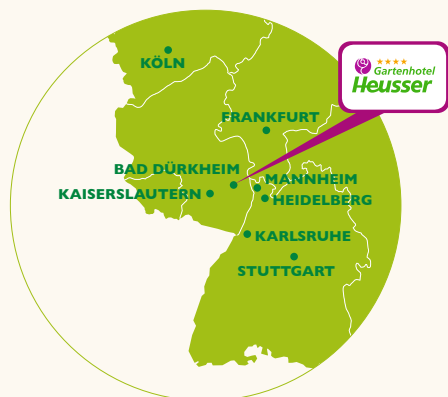 KÖLN
Gartenhotel
Heusser
FRANKFURT
BAD DÜRKHEIM
MANNHEIM
KAISERSLAUTERN
HEIDELBERG
KARLSRUHE
STUTTGART